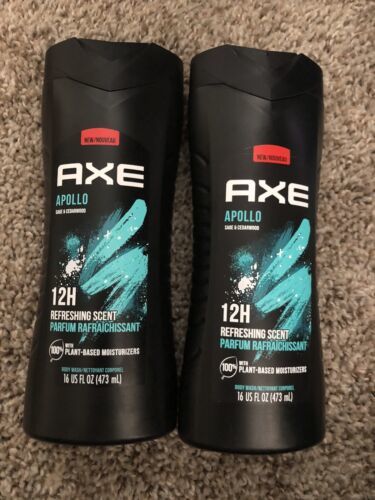 NEW/NOUVEAU
AXE
APOLLO
SAGE & CEDARWOOD
12H
REFRESHING SCENT
PARFUM RAFRAÎCHISSANT
100% WITH
PLANT-BASED MOISTURIZERS
BODY WASH/NETTOYANT CORPOREL
16 US FL OZ (473 mL)
NEW/NOUVEAU
AXE
APOLLO
SAGE & CEDARWOOD
12H
REFRESHING SCENT
PARFUM RAFRAÎCHISSANT
100% WITH
PLANT-BASED MOISTURIZERS
BODY WASH/NETTOYANT CORPOREL
16 US FL OZ (473 mL)